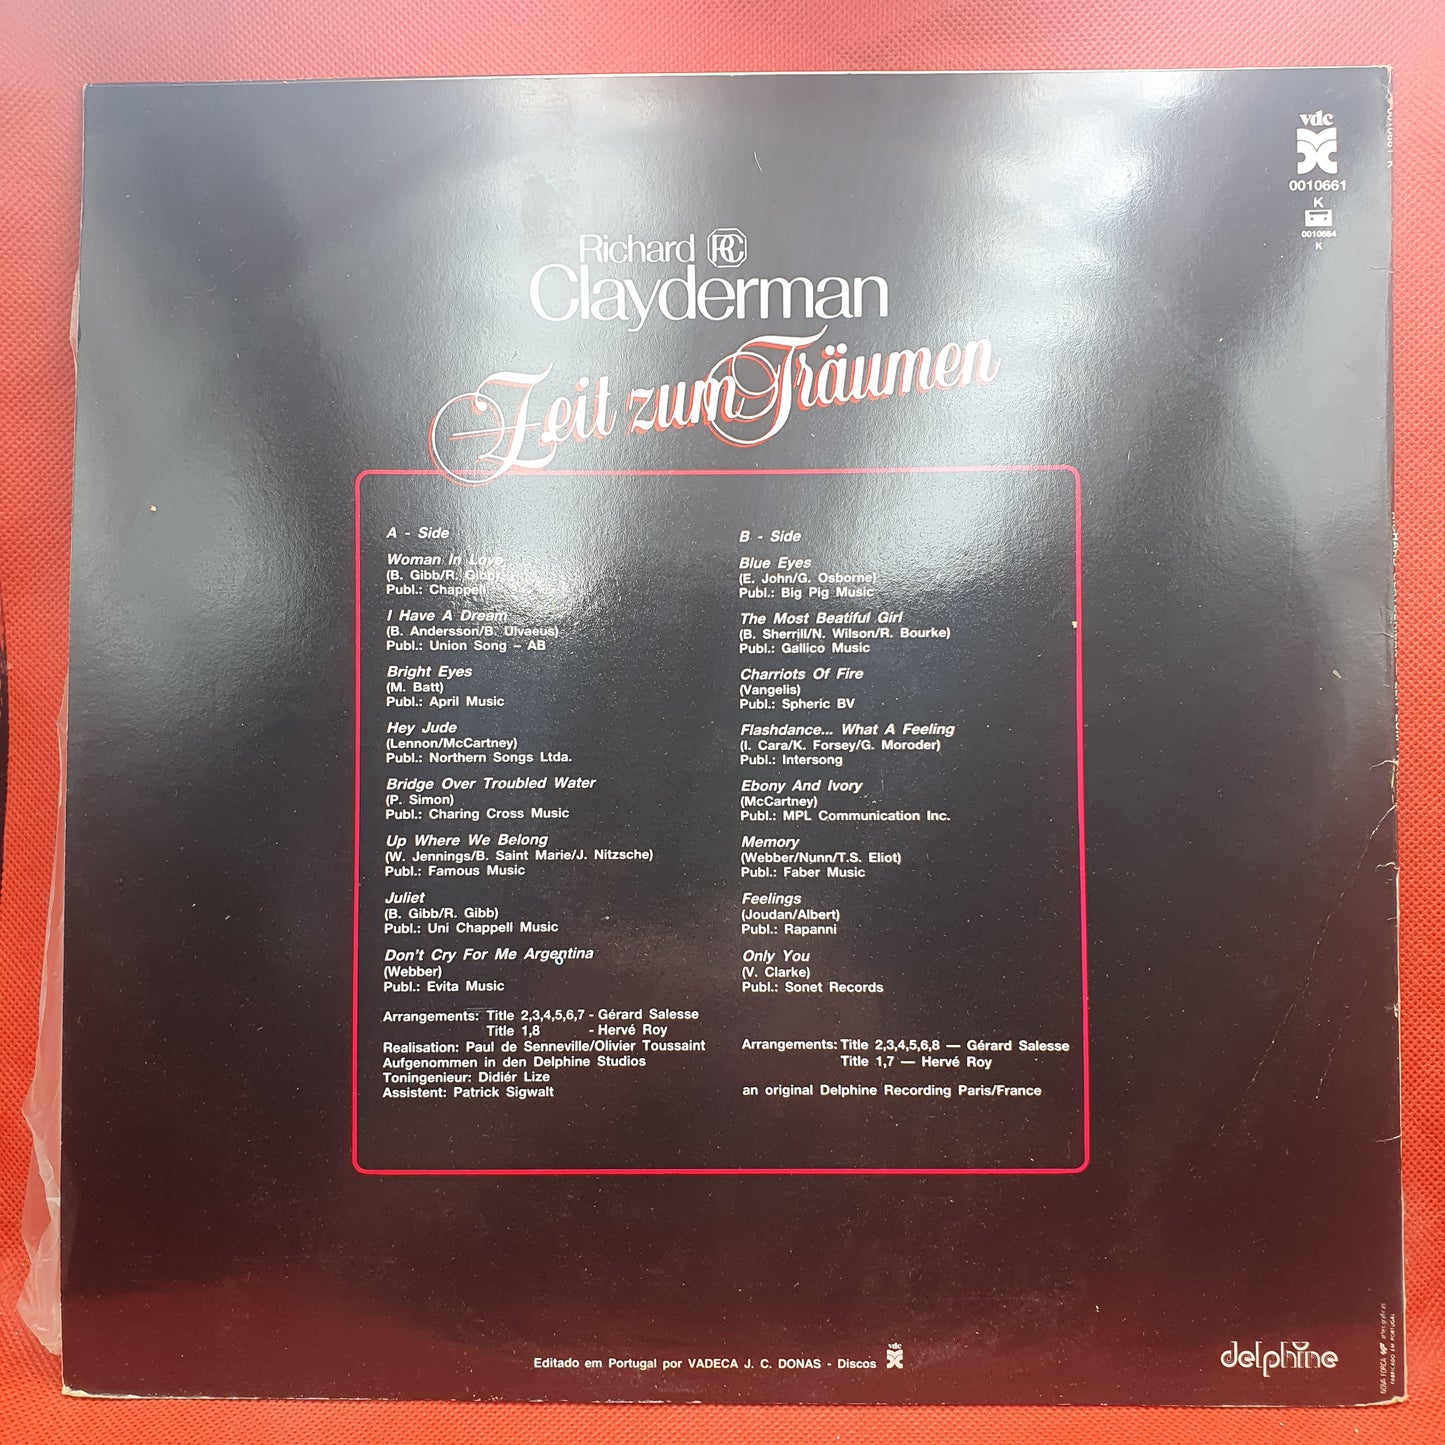 vdc
0010661
K
0010664
K
Richard RC
Clayderman
Zeit zum Träumen
A - Side
Woman In Love
(B. Gibb/R. Gibb)
Publ.: Chappell
I Have A Dream
(B. Andersson/B. Ulvaeus)
Publ.: Union Song – AB
Bright Eyes
(M. Batt)
Publ.: April Music
Hey Jude
(Lennon/McCartney)
Publ.: Northern Songs Ltda.
Bridge Over Troubled Water
(P. Simon)
Publ.: Charing Cross Music
Up Where We Belong
(W. Jennings/B. Saint Marie/J. Nitzsche)
Publ.: Famous Music
Juliet
(B. Gibb/R. Gibb)
Publ.: Uni Chappell Music
Don't Cry For Me Argentina
(Webber)
Publ.: Evita Music
Arrangements: Title 2,3,4,5,6,7 - Gérard Salesse
Title 1,8 - Hervé Roy
Realisation: Paul de Senneville/Olivier Toussaint
Aufgenommen in den Delphine Studios
Toningenieur: Didiér Lize
Assistent: Patrick Sigwalt
B - Side
Blue Eyes
(E. John/G. Osborne)
Publ.: Big Pig Music
The Most Beatiful Girl
(B. Sherrill/N. Wilson/R. Bourke)
Publ.: Gallico Music
Charriots Of Fire
(Vangelis)
Publ.: Spheric BV
Flashdance... What A Feeling
(I. Cara/K. Forsey/G. Moroder)
Publ.: Intersong
Ebony And Ivory
(McCartney)
Publ.: MPL Communication Inc.
Memory
(Webber/Nunn/T.S. Eliot)
Publ.: Faber Music
Feelings
(Joudan/Albert)
Publ.: Rapanni
Only You
(V. Clarke)
Publ.: Sonet Records
Arrangements: Title 2,3,4,5,6,8 — Gérard Salesse
Title 1,7 — Hervé Roy
an original Delphine Recording Paris/France
Editado em Portugal por VADECA J. C. DONAS - Discos
vdc
delphine
NOVA FORÇA artes gráficas
FABRICADO EM PORTUGAL